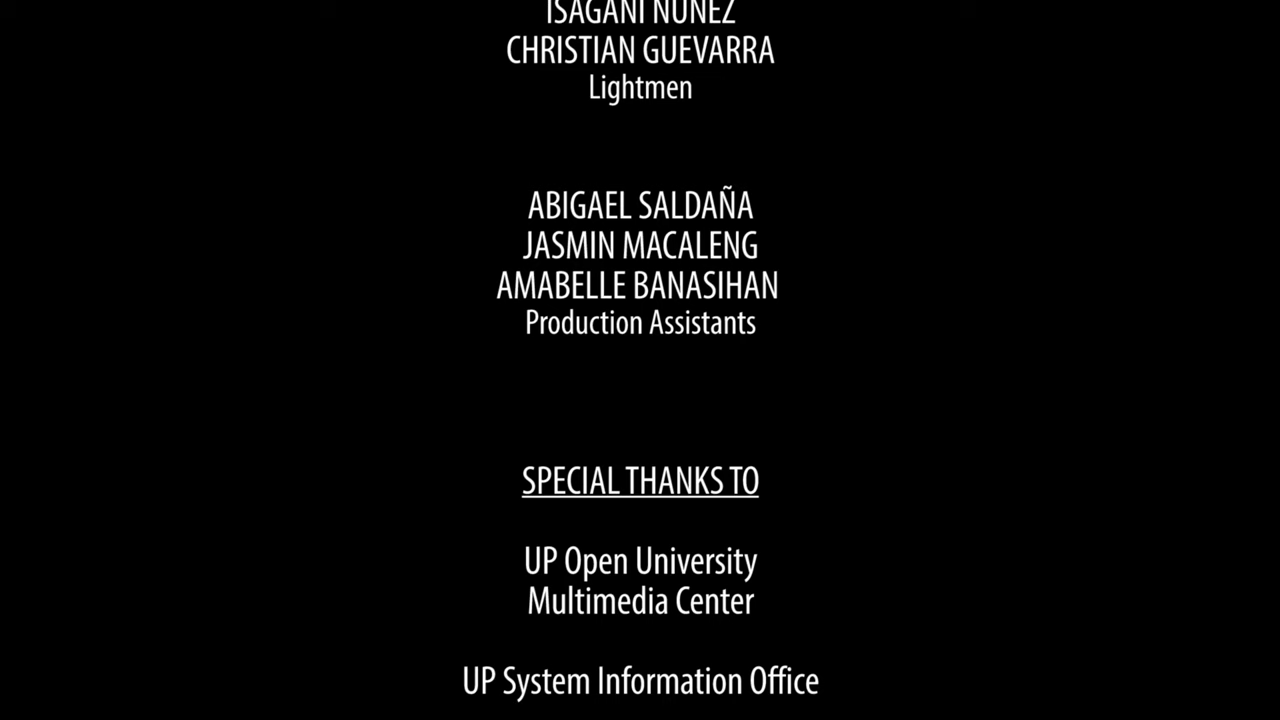 ISAGANI NUÑEZ
CHRISTIAN GUEVARRA
Lightmen
ABIGAEL SALDAÑA
JASMIN MACALENG
AMABELLE BANASIHAN
Production Assistants
SPECIAL THANKS TO
UP Open University
Multimedia Center
UP System Information Office